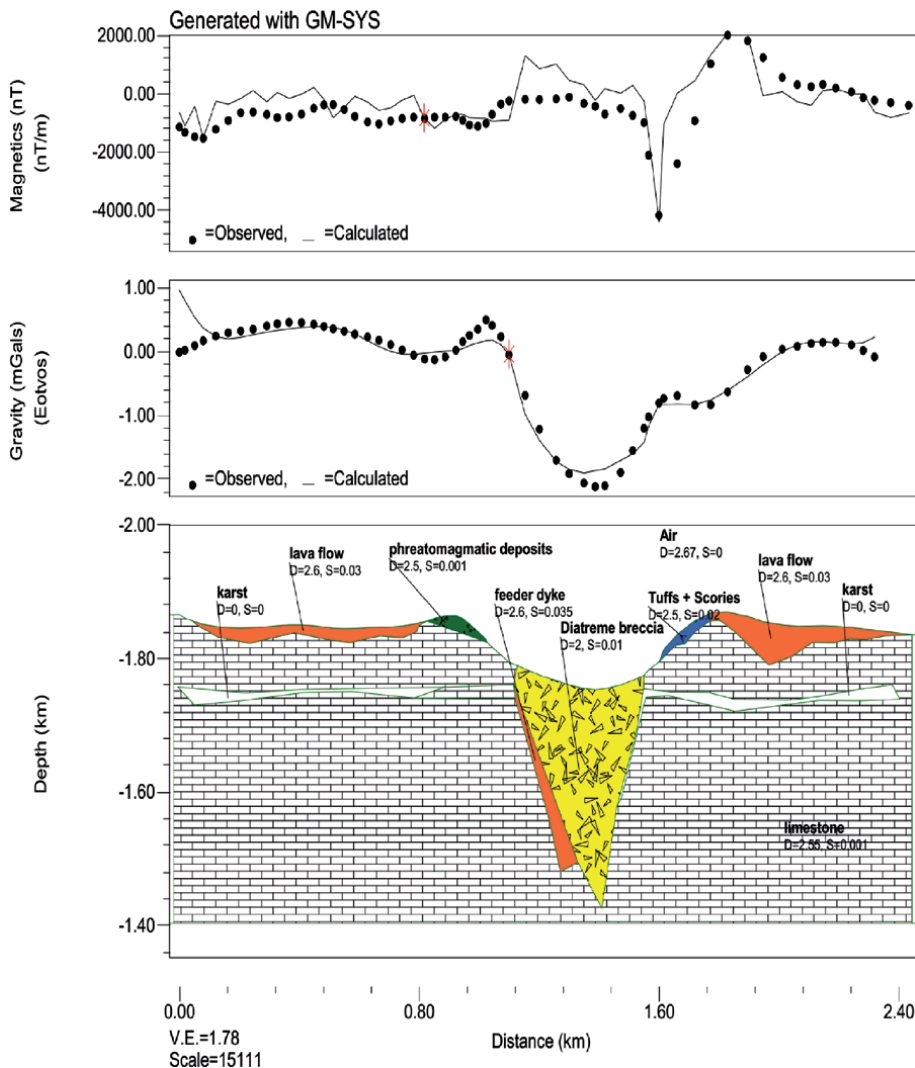 Generated with GM-SYS
2000.00
0.00
-2000.00
-4000.00
Magnetics (nT)
(nT/m)
=Observed, __ =Calculated
1.00
0.00
-1.00
-2.00
Gravity (mGals)
(Eotvos)
=Observed, __ =Calculated
-2.00
-1.80
-1.60
-1.40
Depth (km)
Air
D=2.67, S=0
lava flow
D=2.6, S=0.03
phreatomagmatic deposits
D=2.5, S=0.001
lava flow
D=2.6, S=0.03
karst
D=0, S=0
feeder dyke
D=2.6, S=0.035
Tuffs + Scories
D=2.5, S=0.02
karst
D=0, S=0
Diatreme breccia
D=2, S=0.01
limestone
D=2.55, S=0.001
0.00
0.80
1.60
2.40
V.E.=1.78
Distance (km)
Scale=15111